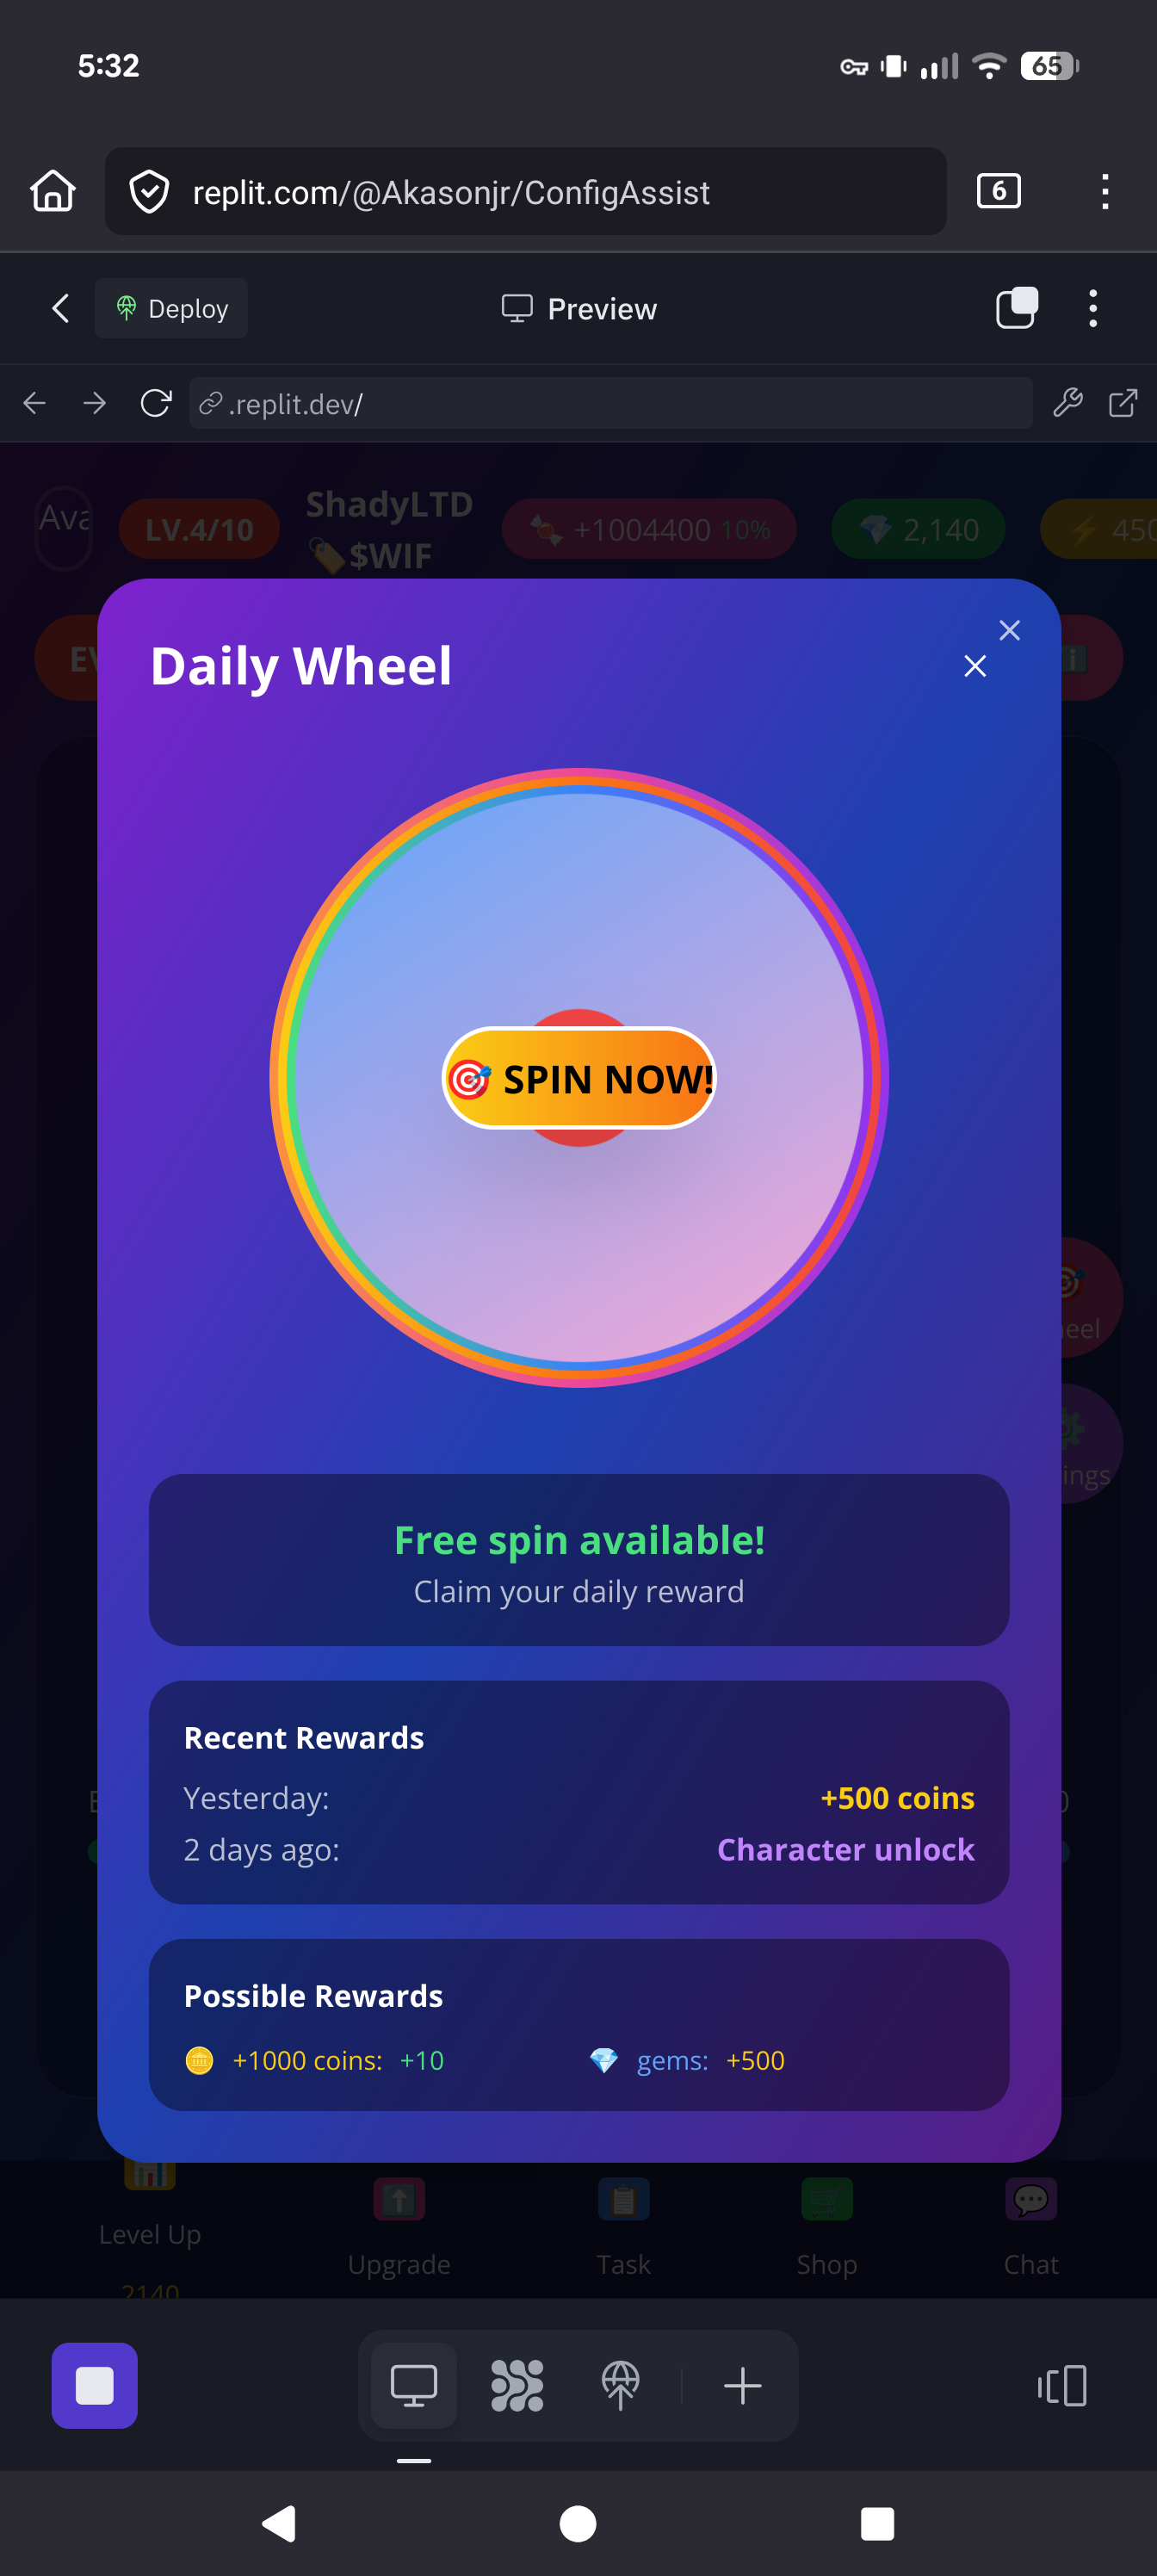 5:32
65
replit.com/@Akasonjr/ConfigAssist
6
Deploy
Preview
.replit.dev/
Ava
LV.4/10
ShadyLTD
🏷️$WIF
🍬 +1004400 10%
💎 2,140
⚡ 450
EV
Daily Wheel
🎯 SPIN NOW!
eel
ings
Free spin available!
Claim your daily reward
Recent Rewards
Yesterday: +500 coins
2 days ago: Character unlock
Possible Rewards
🪙 +1000 coins: +10 💎 gems: +500
Level Up
2140
Upgrade
Task
Shop
Chat